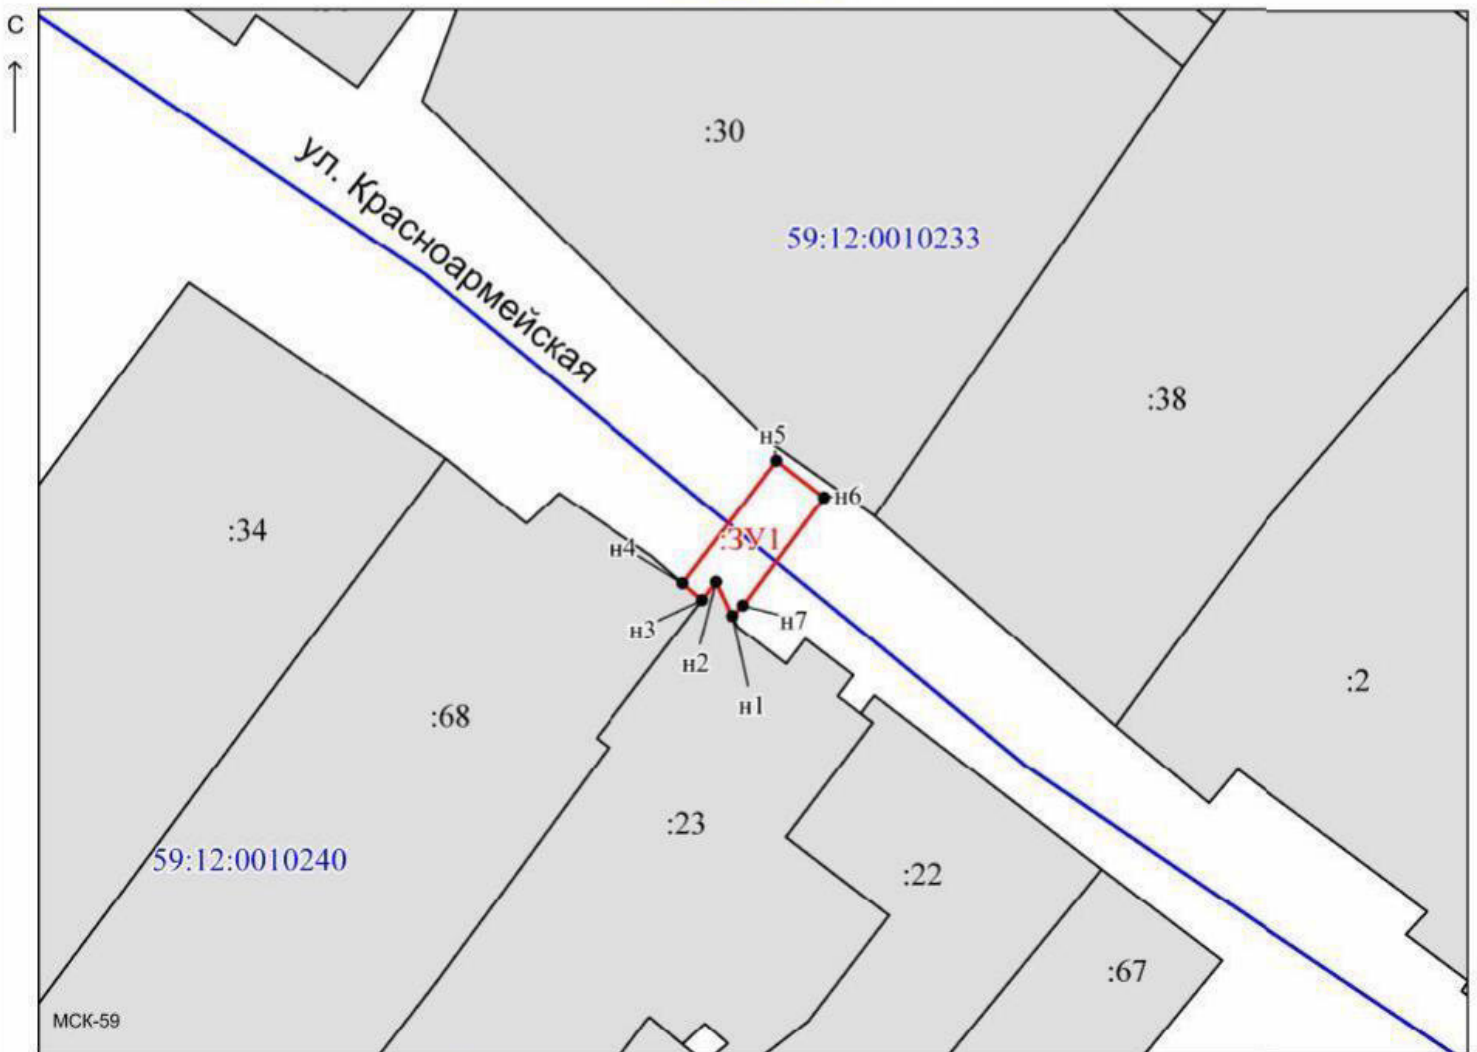 С
:30
ул. Красноармейская
59:12:0010233
:38
н5
н6
:34
:ЗУ1
н4
н7
н3
н2
:2
н1
:68
:23
59:12:0010240
:22
:67
МСК-59